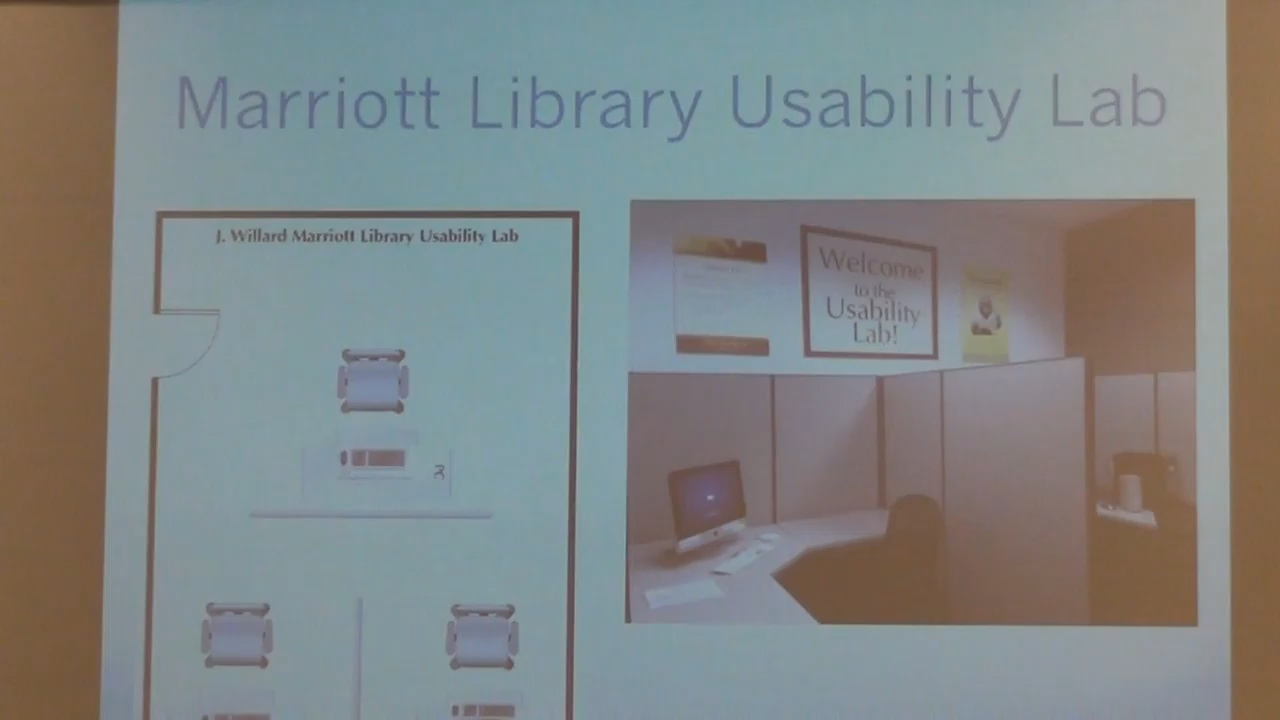 Marriott Library Usability Lab
J. Willard Marriott Library Usability Lab
Welcome
to the
Usability
Lab!